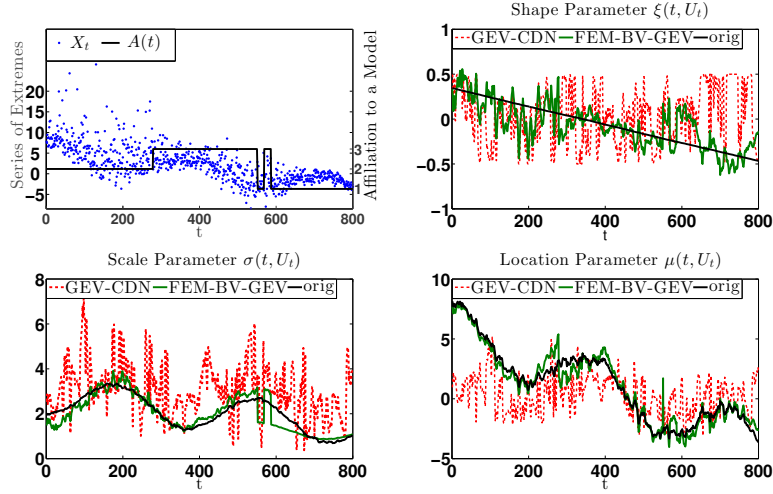 Shape Parameter ξ(t, U_t)
X_t A(t)
Series of Extremes
20
15
10
5
0
−5
3
2
1
Affiliation to a Model
0 200 400 600 800
t
GEV-CDN FEM-BV-GEV orig
1
0.5
0
−0.5
−1
0 200 400 600 800
t
Scale Parameter σ(t, U_t)
GEV-CDN FEM-BV-GEV orig
8
6
4
2
0
0 200 400 600 800
t
Location Parameter μ(t, U_t)
GEV-CDN FEM-BV-GEV orig
10
5
0
−5
0 200 400 600 800
t